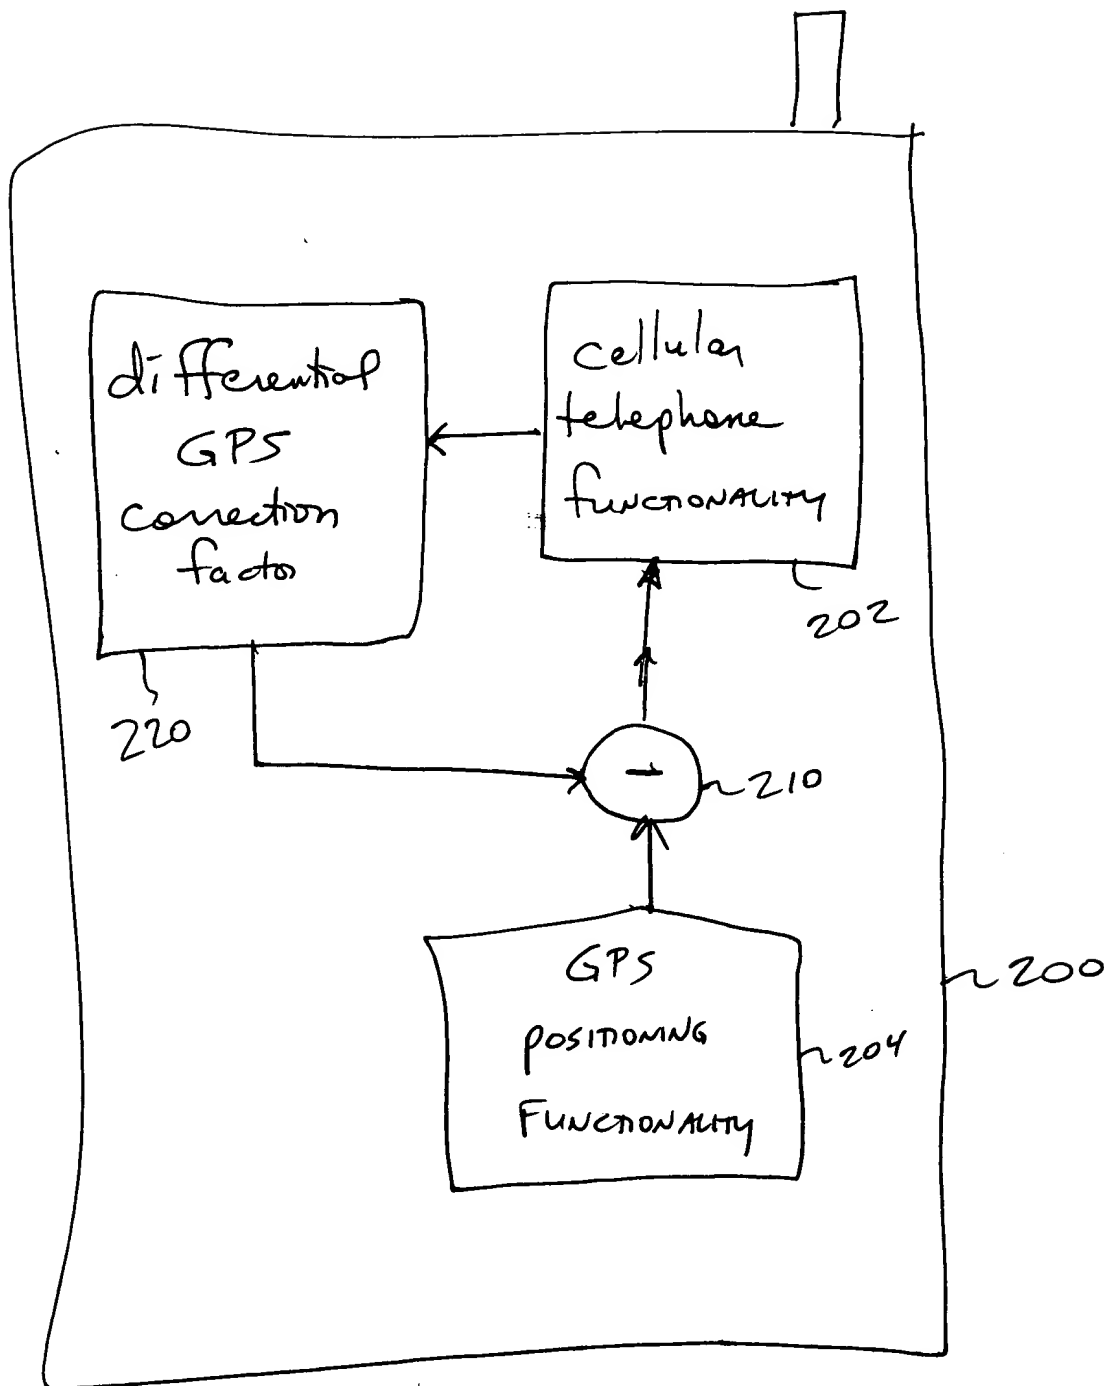 differential
GPS
correction
factor
220
cellular
telephone
FUNCTIONALITY
202
-
210
GPS
POSITIONING
FUNCTIONALITY
204
200